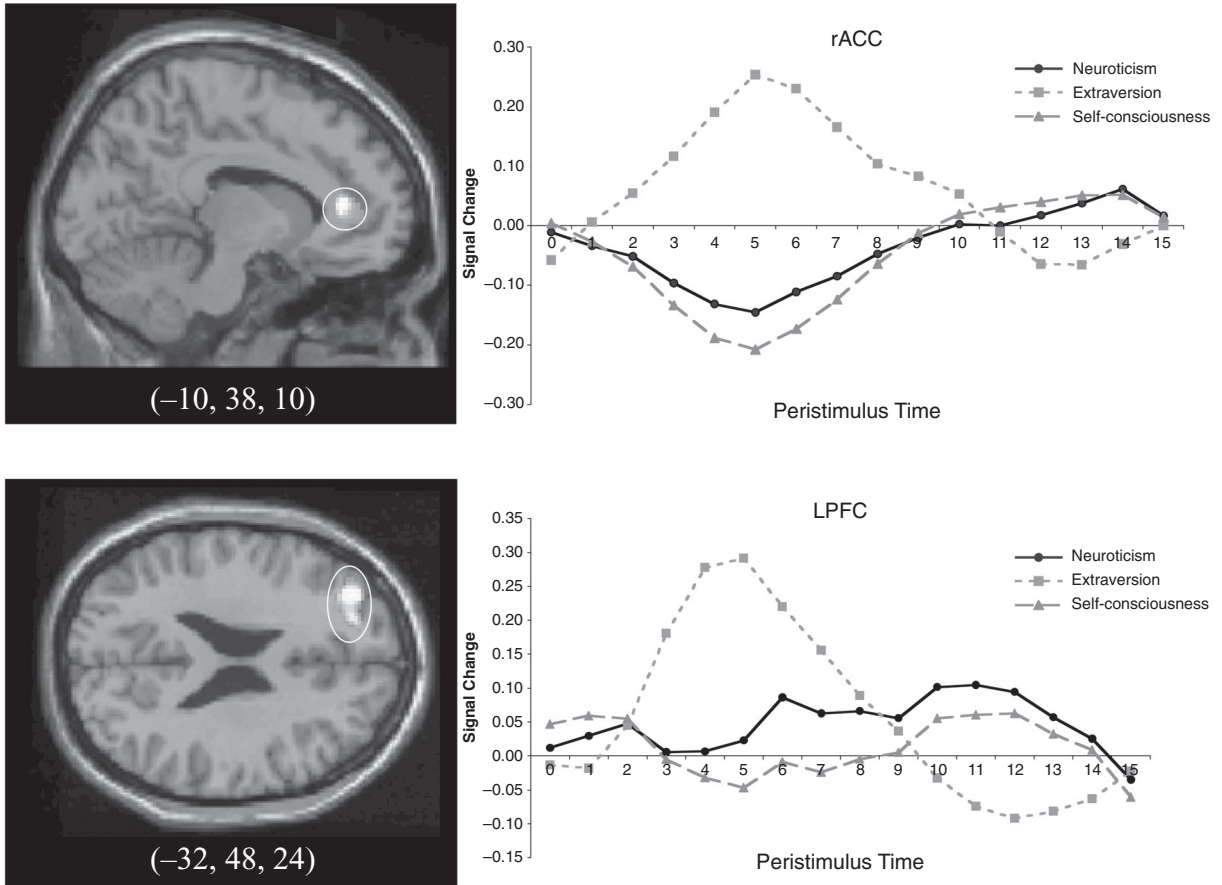 rACC
0.30
0.20
0.10
0.00
–0.10
–0.20
–0.30
Signal Change
0 1 2 3 4 5 6 7 8 9 10 11 12 13 14 15
Peristimulus Time
Neuroticism
Extraversion
Self-consciousness
(–10, 38, 10)
LPFC
0.35
0.30
0.25
0.20
0.15
0.10
0.05
0.00
–0.05
–0.10
–0.15
Signal Change
0 1 2 3 4 5 6 7 8 9 10 11 12 13 14 15
Peristimulus Time
Neuroticism
Extraversion
Self-consciousness
(–32, 48, 24)